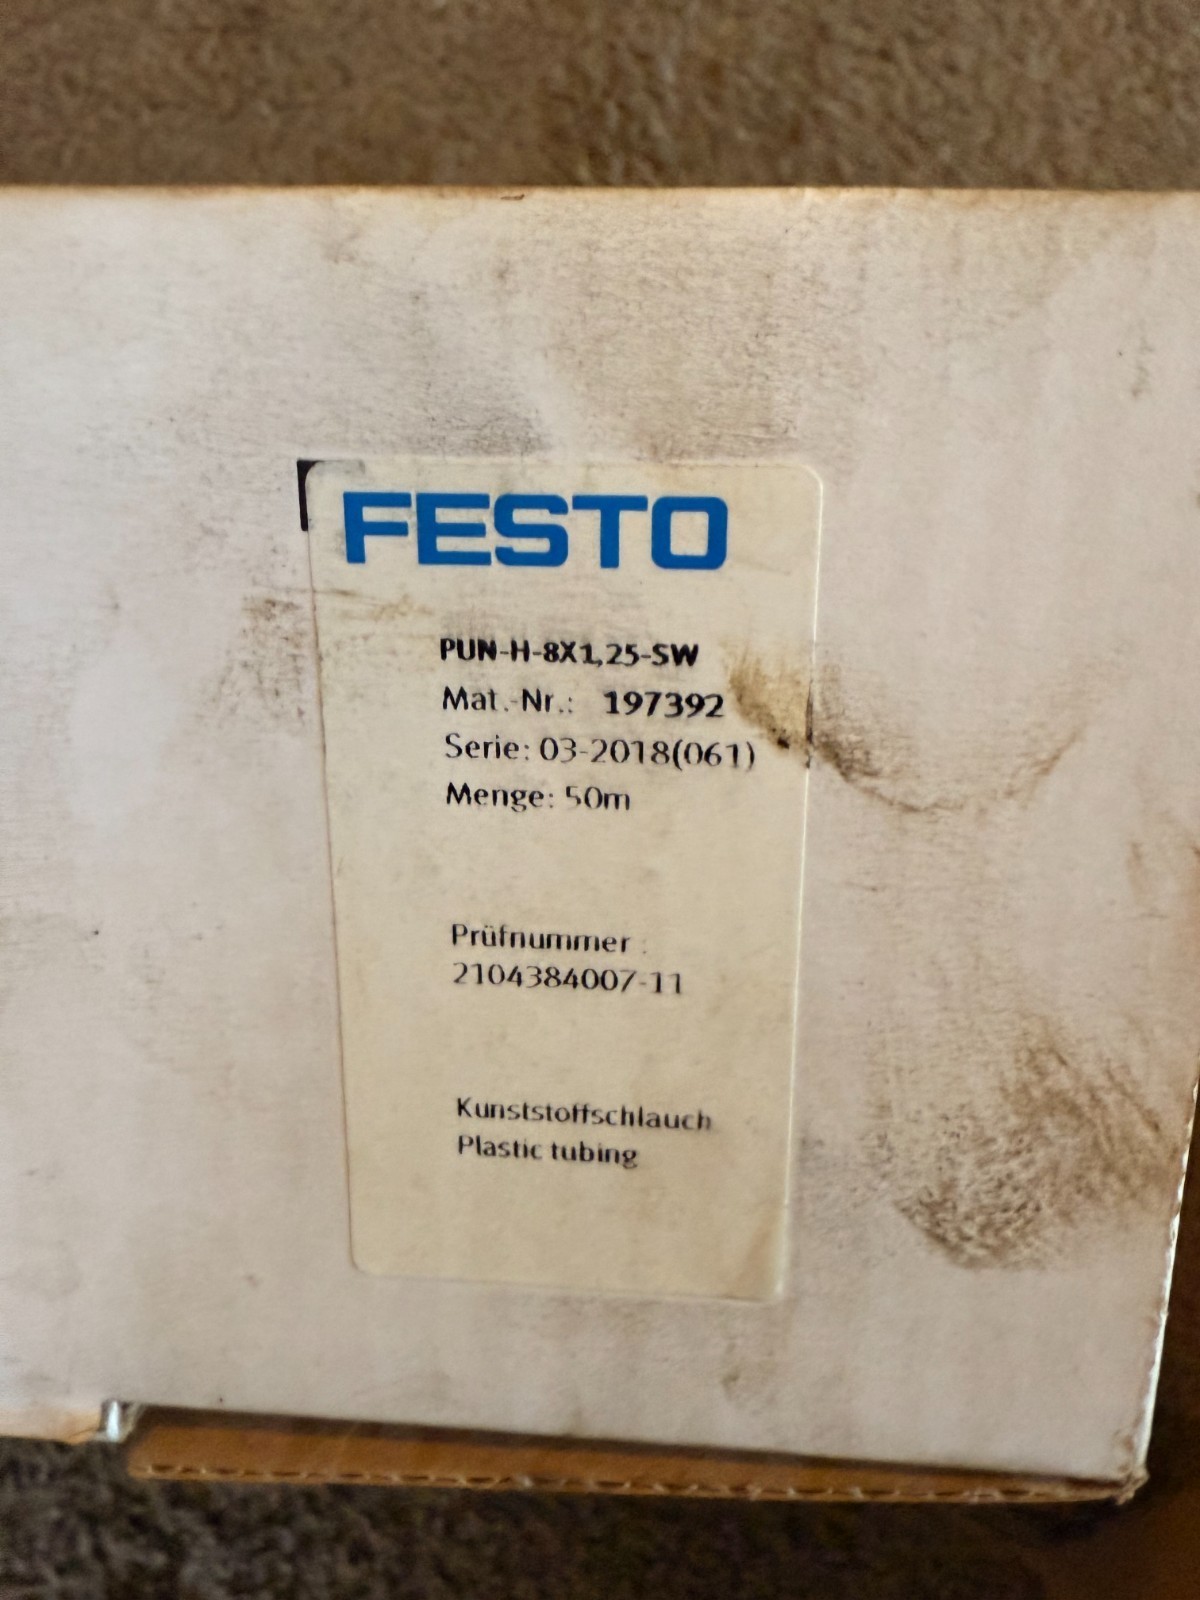 FESTO
PUN-H-8X1,25-SW
Mat.-Nr.: 197392
Serie: 03-2018(061)
Menge: 50m
Prüfnummer :
2104384007-11
Kunststoffschlauch
Plastic tubing